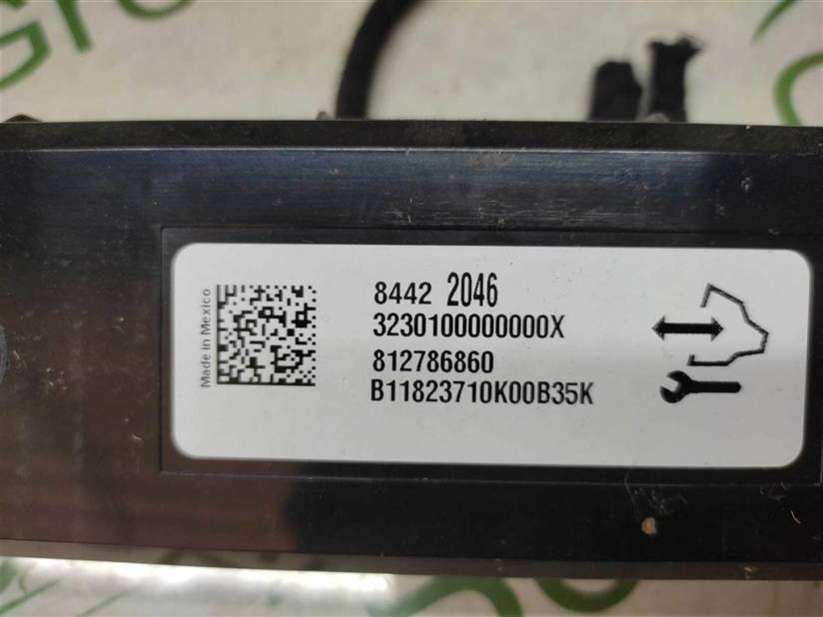 Made in Mexico
8442 2046
3230100000000X
812786860
B11823710K00B35K